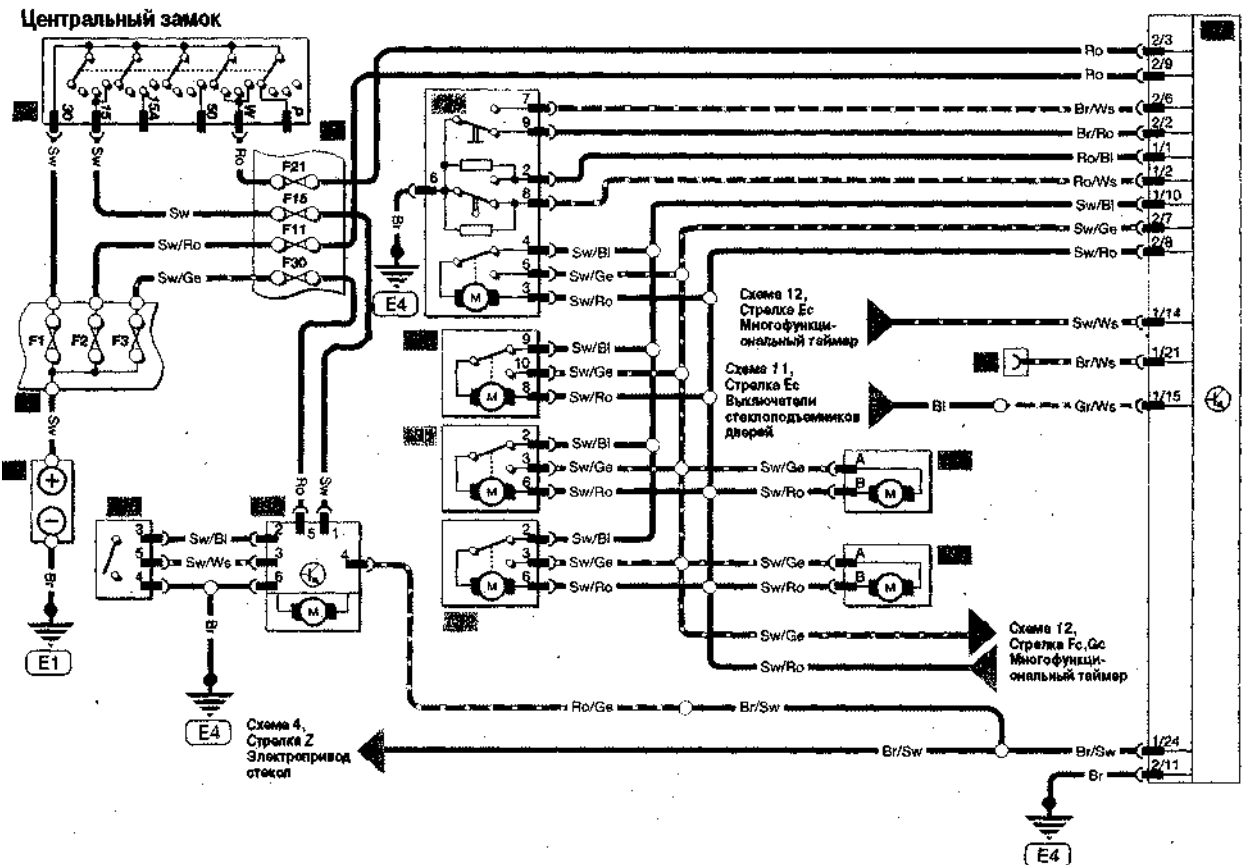 Центральный замок
30
15
15A
50
W
P
Sw
Sw
Ro
F21
F15
F11
F30
Sw
Sw/Ro
Sw/Ge
F1
F2
F3
Sw
Br
E1
6
Br
E4
7
9
2
8
4
5
3
M
Sw/Bl
Sw/Ge
Sw/Ro
9
10
8
M
Sw/Bl
Sw/Ge
Sw/Ro
2
3
6
M
Sw/Bl
Sw/Ge
Sw/Ro
Sw/Ge
Sw/Ro
A
B
M
2
3
6
M
Sw/Bl
Sw/Ge
Sw/Ro
Sw/Ge
Sw/Ro
A
B
M
Ro
Sw
5
1
3
5
4
Sw/Bl
Sw/Ws
2
3
6
4
M
Br
E4
Ro
2/3
Ro
2/9
Br/Ws
2/6
Br/Ro
2/2
Ro/Bl
1/1
Ro/Ws
1/2
Sw/Bl
1/10
Sw/Ge
2/7
Sw/Ro
2/8
Схема 12,
Стрелка Ec
Многофункци-
ональный таймер
Sw/Ws
1/14
Br/Ws
1/21
Схема 11,
Стрелка Ec
Выключатели
стеклоподъемников
дверей
Bl
Gr/Ws
1/15
Sw/Ge
Sw/Ro
Схема 12,
Стрелка Fc,Gc
Многофункци-
ональный таймер
Ro/Ge
Br/Sw
Схема 4,
Стрелка Z
Электропривод
стекол
Br/Sw
Br/Sw
1/24
Br
2/11
E4